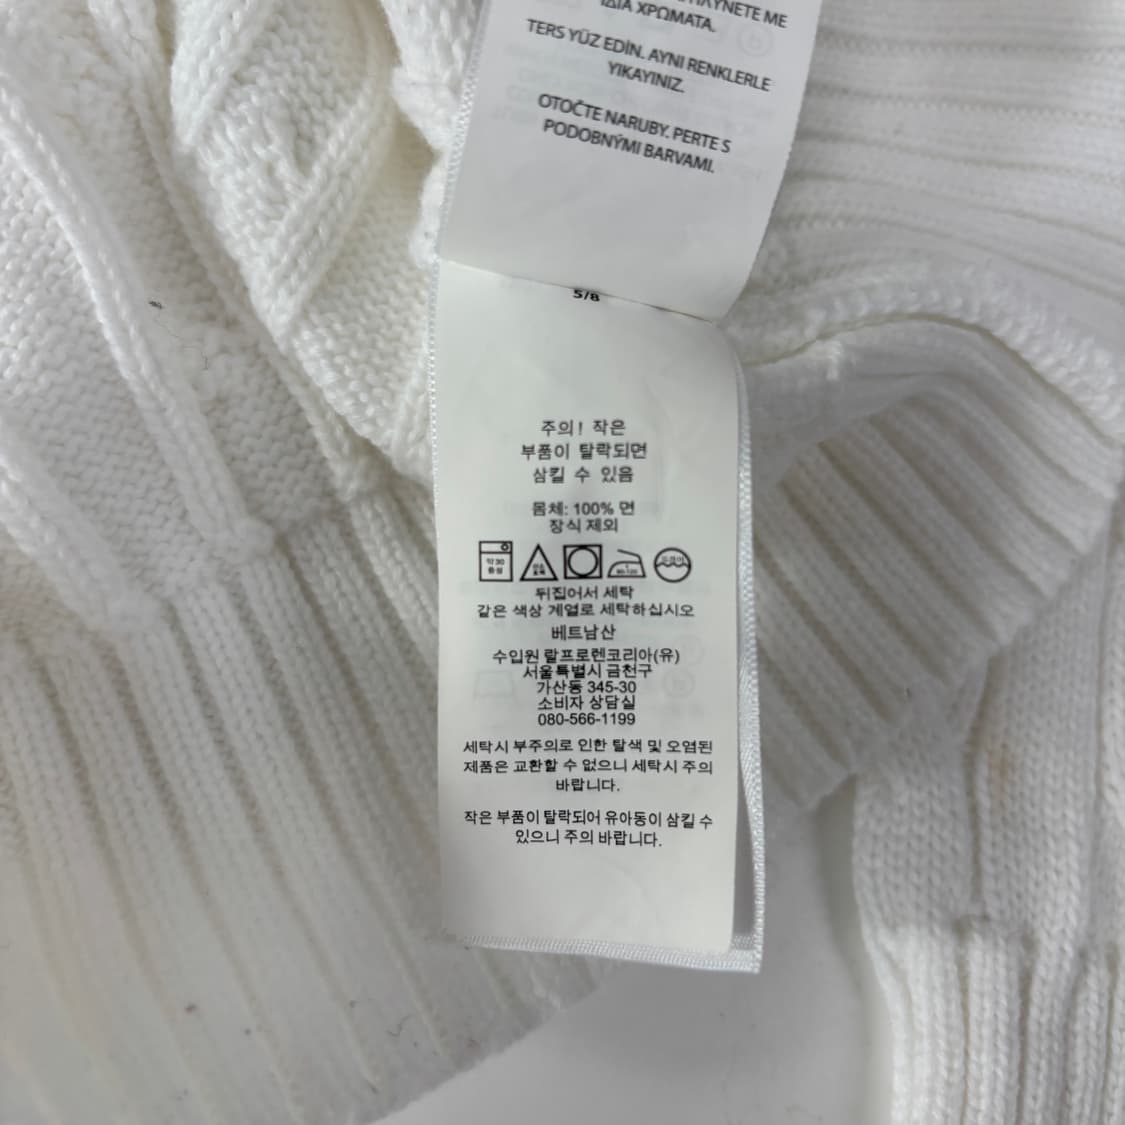 ΙΔΙΑ ΧΡΩΜΑΤΑ.
TERS YÜZ EDİN. AYNI RENKLERLE
YIKAYINIZ.
OTOČTE NARUBY. PERTE S
PODOBNÝMI BARVAMI.
5/8
주의! 작은
부품이 탈락되면
삼킬 수 있음
몸체: 100% 면
장식 제외
약 30
중성
80-120
뒤집어서 세탁
같은 색상 계열로 세탁하십시오
베트남산
수입원 랄프로렌코리아(유)
서울특별시 금천구
가산동 345-30
소비자 상담실
080-566-1199
세탁시 부주의로 인한 탈색 및 오염된
제품은 교환할 수 없으니 세탁시 주의
바랍니다.
작은 부품이 탈락되어 유아동이 삼킬 수
있으니 주의 바랍니다.